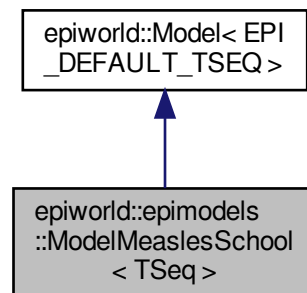 epiworld::Model< EPI
_DEFAULT_TSEQ >
epiworld::epimodels
::ModelMeaslesSchool
< TSeq >